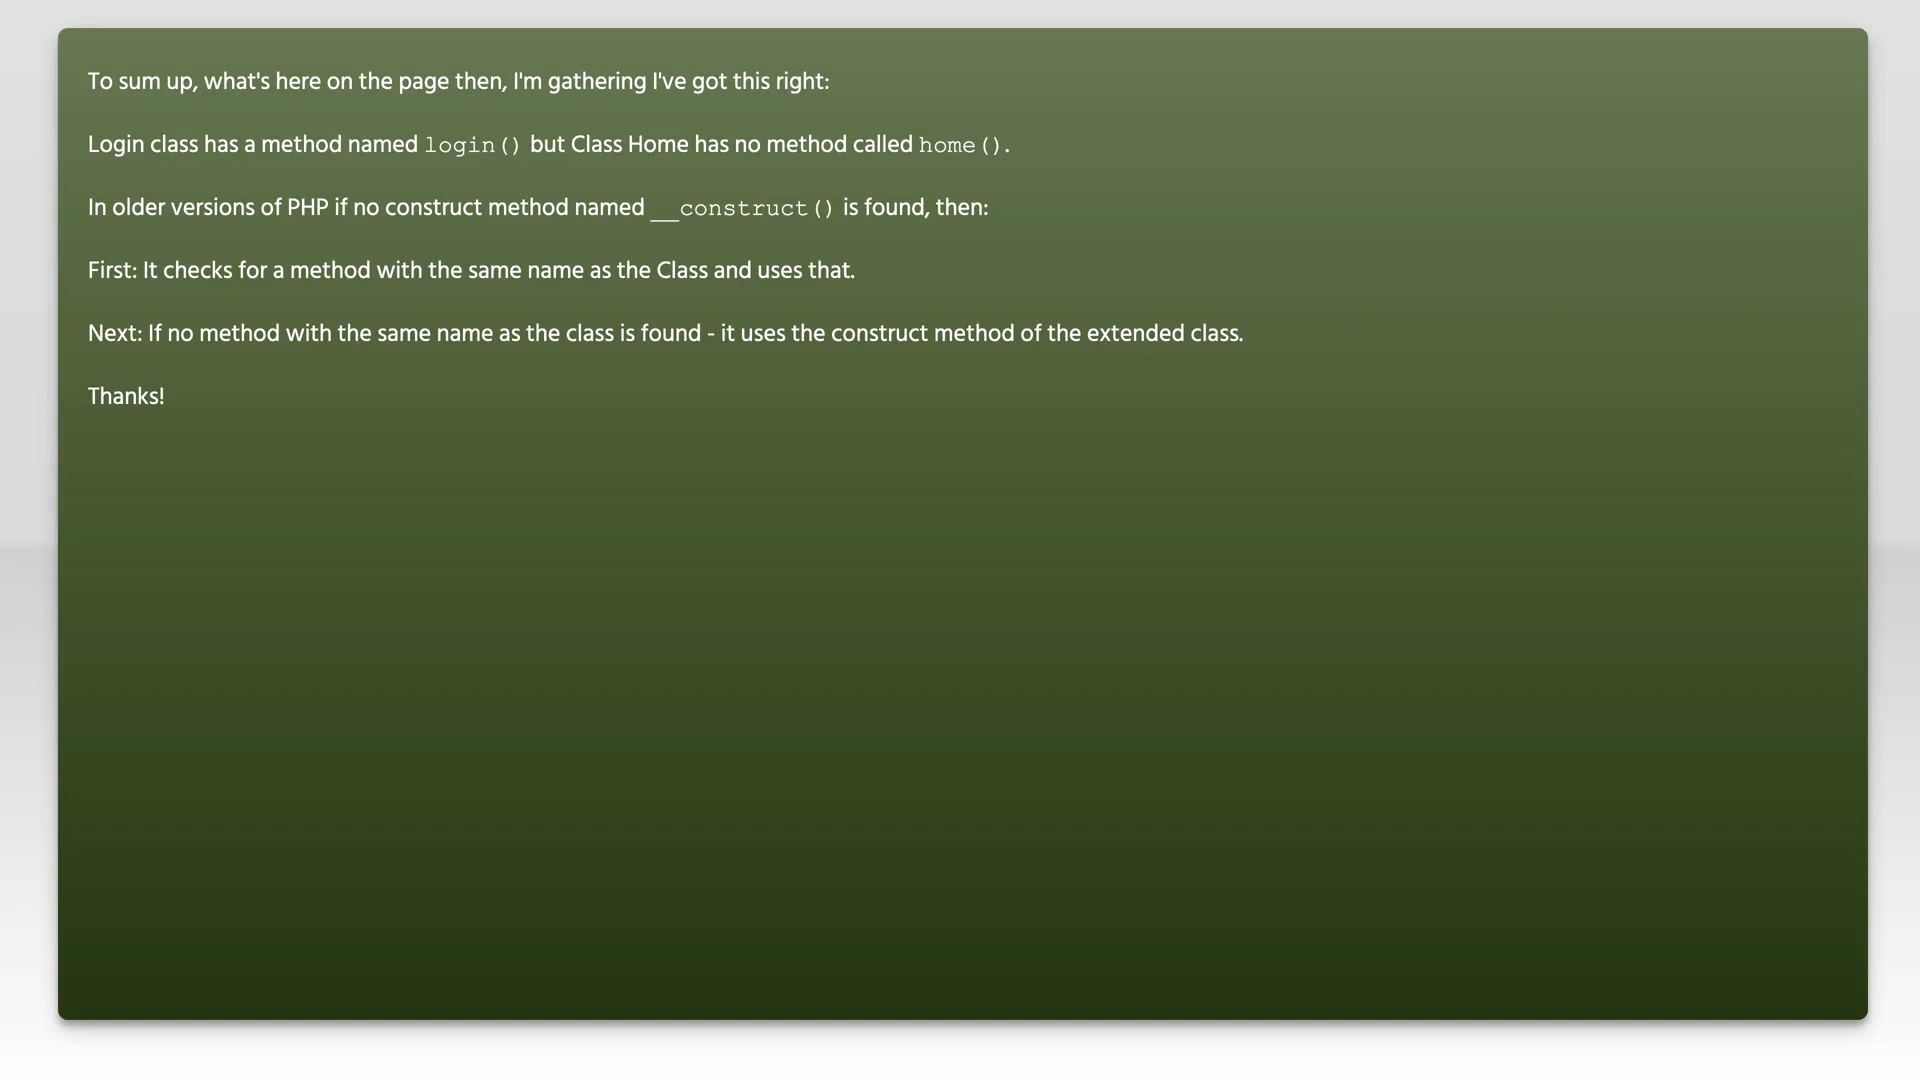 To sum up, what's here on the page then, I'm gathering I've got this right:
Login class has a method named login() but Class Home has no method called home().
In older versions of PHP if no construct method named __construct() is found, then:
First: It checks for a method with the same name as the Class and uses that.
Next: If no method with the same name as the class is found - it uses the construct method of the extended class.
Thanks!